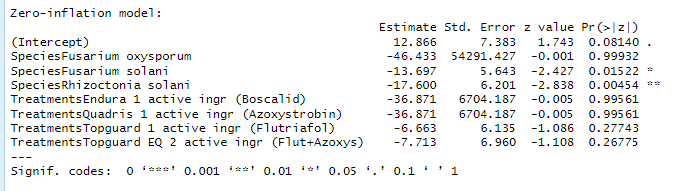 Zero-inflation model:
Estimate Std. Error z value Pr(>|z|)
(Intercept) 12.866 7.383 1.743 0.08140 .
SpeciesFusarium oxysporum -46.433 54291.427 -0.001 0.99932
SpeciesFusarium solani -13.697 5.643 -2.427 0.01522 *
SpeciesRhizoctonia solani -17.600 6.201 -2.838 0.00454 **
TreatmentsEndura 1 active ingr (Boscalid) -36.871 6704.187 -0.005 0.99561
TreatmentsQuadris 1 active ingr (Azoxystrobin) -36.871 6704.187 -0.005 0.99561
TreatmentsTopguard 1 active ingr (Flutriafol) -6.663 6.135 -1.086 0.27743
TreatmentsTopguard EQ 2 active ingr (Flut+Azoxys) -7.713 6.960 -1.108 0.26775
---
Signif. codes: 0 ‘***’ 0.001 ‘**’ 0.01 ‘*’ 0.05 ‘.’ 0.1 ‘ ’ 1